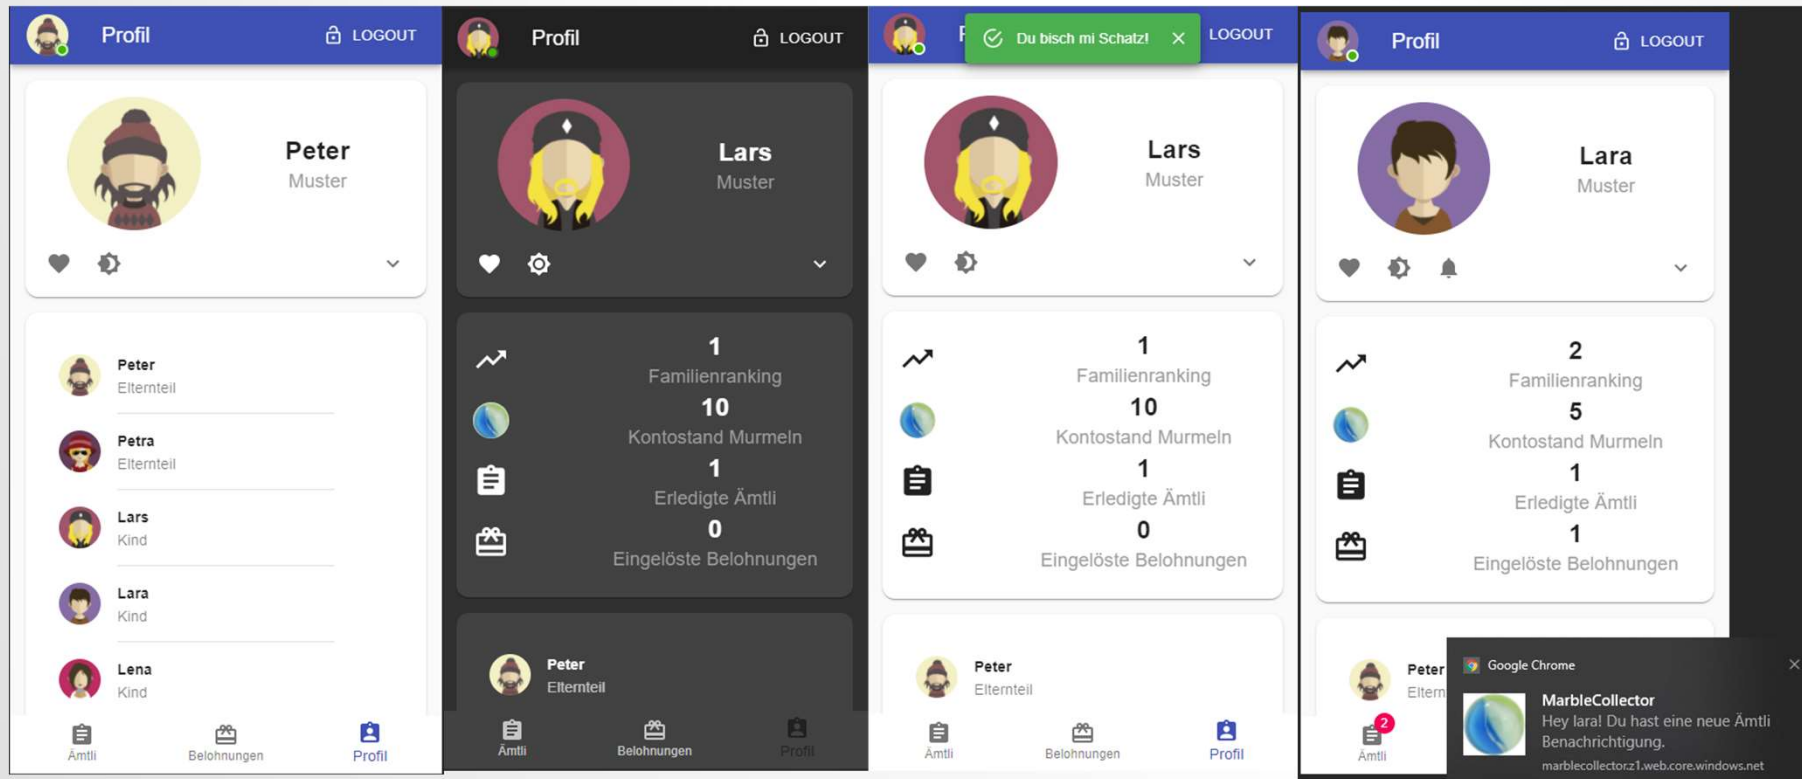 Profil
LOGOUT
Peter
Muster
Peter
Elternteil
Petra
Elternteil
Lars
Kind
Lara
Kind
Lena
Kind
Ämtli
Belohnungen
Profil
Profil
LOGOUT
Lars
Muster
1
Familienranking
10
Kontostand Murmeln
1
Erledigte Ämtli
0
Eingelöste Belohnungen
Peter
Elternteil
Ämtli
Belohnungen
Profil
Du bisch mi Schatz!
LOGOUT
Lars
Muster
1
Familienranking
10
Kontostand Murmeln
1
Erledigte Ämtli
0
Eingelöste Belohnungen
Peter
Elternteil
Ämtli
Belohnungen
Profil
Profil
LOGOUT
Lara
Muster
2
Familienranking
5
Kontostand Murmeln
1
Erledigte Ämtli
1
Eingelöste Belohnungen
Peter
Eltern
2
Ämtli
Google Chrome
MarbleCollector
Hey lara! Du hast eine neue Ämtli
Benachrichtigung.
marblecollector.z1.web.core.windows.net